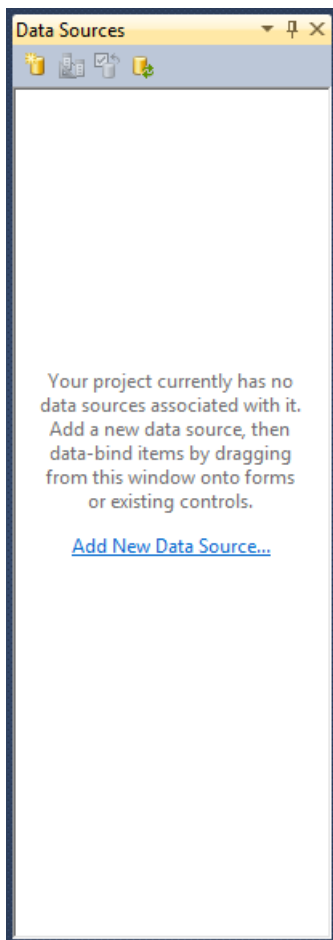 Data Sources
Your project currently has no
data sources associated with it.
Add a new data source, then
data-bind items by dragging
from this window onto forms
or existing controls.
Add New Data Source...